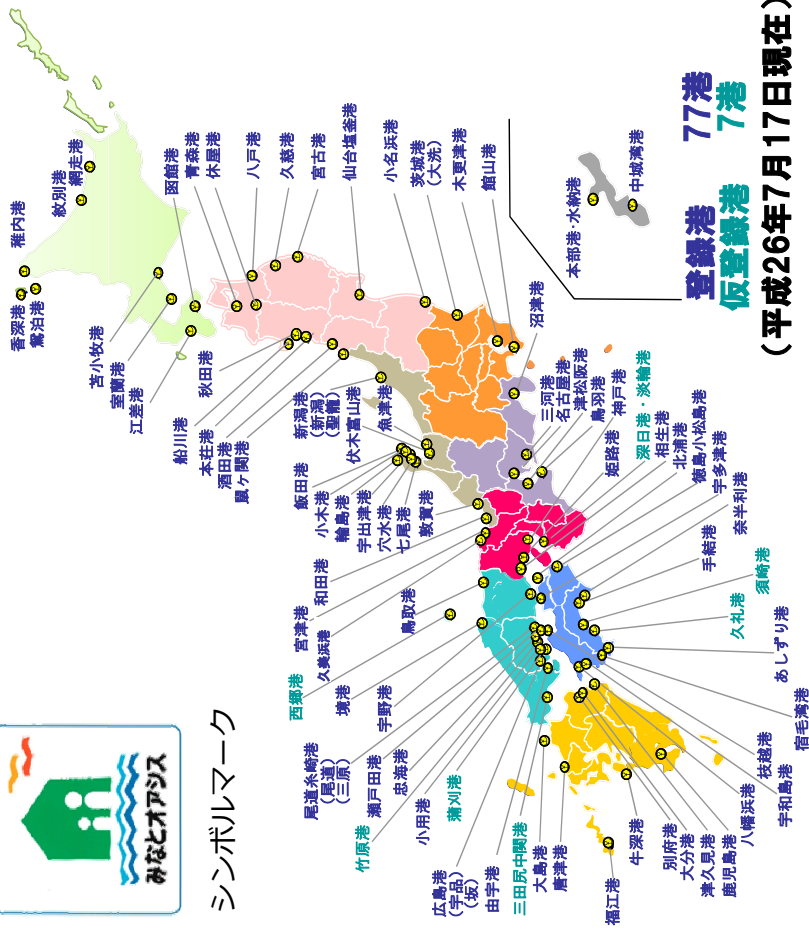 登録港 77港
仮登録港 7港
(平成26年7月17日現在)
シンボルマーク
みなとオアシス
稚内港
香深港
鴛泊港
紋別港
網走港
苫小牧港
室蘭港
江差港
函館港
青森港
休屋港
八戸港
久慈港
宮古港
仙台塩釜港
小名浜港
茨城港
(大洗)
木更津港
館山港
本部港・水納港
中城湾港
秋田港
船川港
本荘港
酒田港
鼠ヶ関港
新潟港
(新潟)
(聖籠)
伏木富山港
魚津港
飯田港
小木港
輪島港
宇出津港
穴水港
七尾港
敦賀港
沼津港
三河港
名古屋港
津松阪港
鳥羽港
神戸港
姫路港
深日港・淡輪港
相生港
北浦港
徳島小松島港
宇多津港
奈半利港
手結港
須崎港
久礼港
あしずり港
宿毛湾港
和田港
宮津港
久美浜港
鳥取港
西郷港
境港
宇野港
尾道糸崎港
(尾道)
(三原)
瀬戸田港
忠海港
竹原港
小用港
蒲刈港
広島港
(宇品)
(坂)
由宇港
三田尻中関港
大島港
唐津港
福江港
牛深港
別府港
大分港
津久見港
鹿児島港
八幡浜港
宇和島港
枝越港